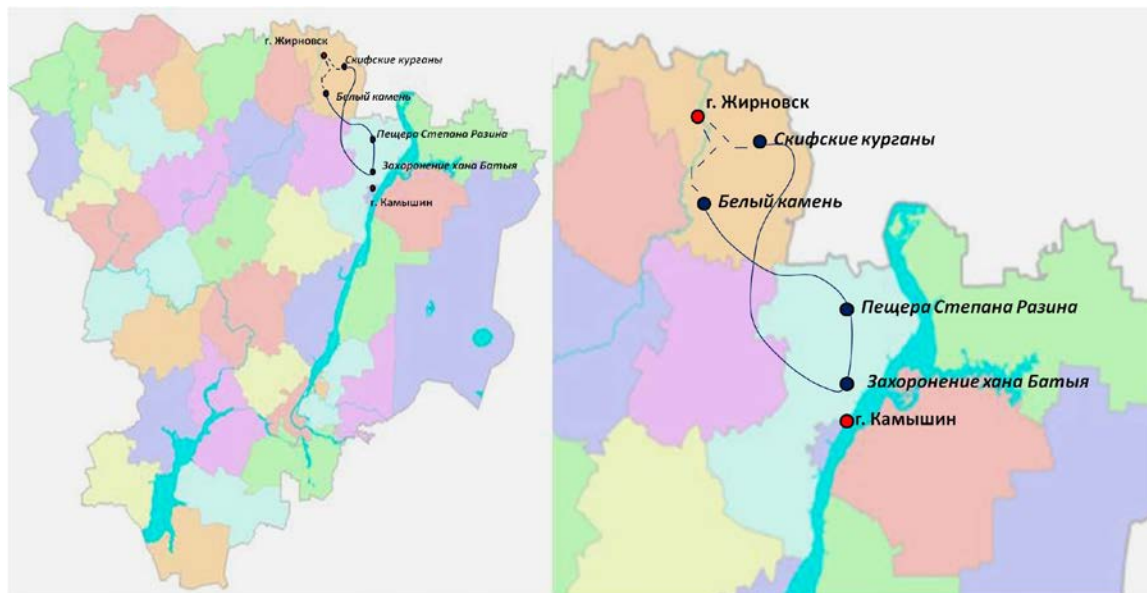 г. Жирновск
Скифские курганы
Белый камень
Пещера Степана Разина
Захоронение хана Батыя
г. Камышин
г. Жирновск
Скифские курганы
Белый камень
Пещера Степана Разина
Захоронение хана Батыя
г. Камышин